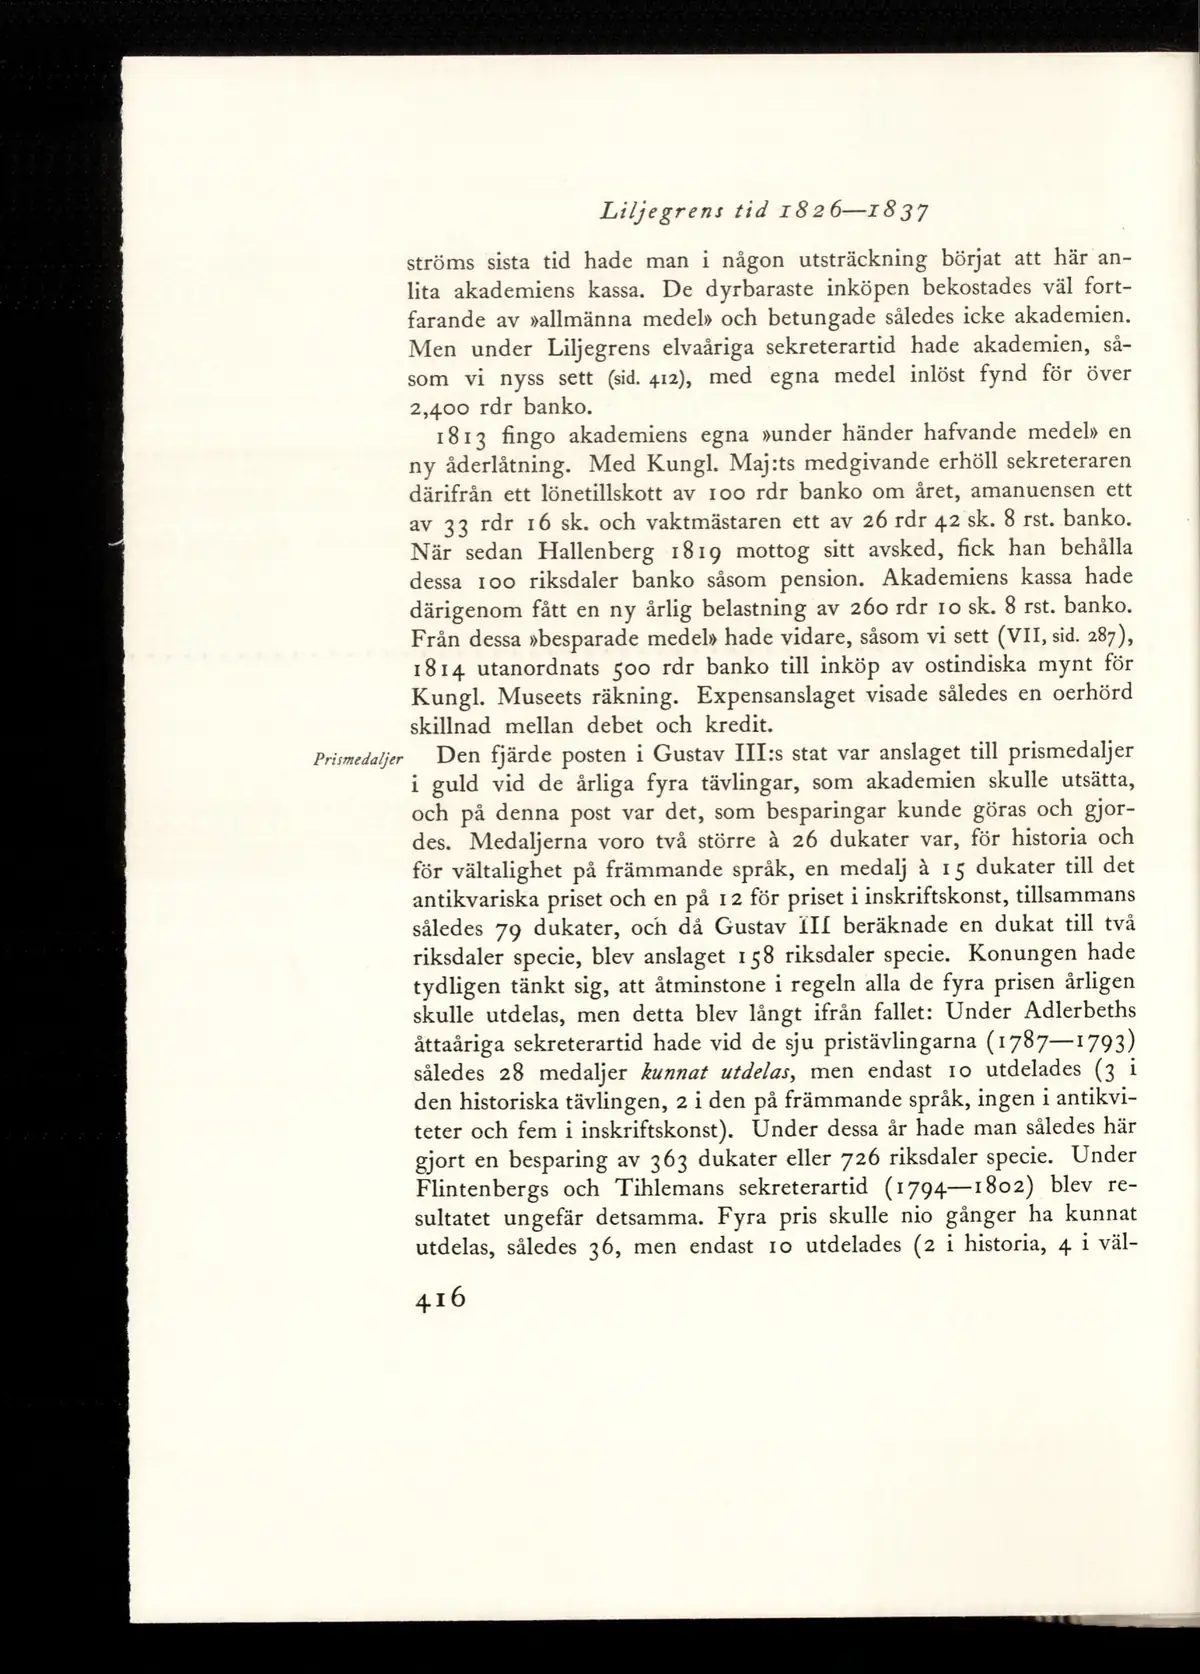 Liljegrens tid 1826—1837
ströms sista tid hade man i någon utsträckning börjat att här an-
lita akademiens kassa. De dyrbaraste inköpen bekostades väl fort-
farande av »allmänna medel» och betungade således icke akademien.
Men under Liljegrens elvaåriga sekreterartid hade akademien, så-
som vi nyss sett (sid. 412), med egna medel inlöst fynd för över
2,400 rdr banko.
1813 fingo akademiens egna »under händer hafvande medel» en
ny åderlåtning. Med Kungl. Maj:ts medgivande erhöll sekreteraren
därifrån ett lönetillskott av 100 rdr banko om året, amanuensen ett
av 33 rdr 16 sk. och vaktmästaren ett av 26 rdr 42 sk. 8 rst. banko.
När sedan Hallenberg 1819 mottog sitt avsked, fick han behålla
dessa 100 riksdaler banko såsom pension. Akademiens kassa hade
därigenom fått en ny årlig belastning av 260 rdr 10 sk. 8 rst. banko.
Från dessa »besparade medel» hade vidare, såsom vi sett (VII, sid. 287),
1814 utanordnats 500 rdr banko till inköp av ostindiska mynt för
Kungl. Museets räkning. Expensanslaget visade således en oerhörd
skillnad mellan debet och kredit.
Prismedaljer Den fjärde posten i Gustav III:s stat var anslaget till prismedaljer
i guld vid de årliga fyra tävlingar, som akademien skulle utsätta,
och på denna post var det, som besparingar kunde göras och gjor-
des. Medaljerna voro två större à 26 dukater var, för historia och
för vältalighet på främmande språk, en medalj à 15 dukater till det
antikvariska priset och en på 12 för priset i inskriftskonst, tillsammans
således 79 dukater, och då Gustav III beräknade en dukat till två
riksdaler specie, blev anslaget 158 riksdaler specie. Konungen hade
tydligen tänkt sig, att åtminstone i regeln alla de fyra prisen årligen
skulle utdelas, men detta blev långt ifrån fallet: Under Adlerbeths
åttaåriga sekreterartid hade vid de sju pristävlingarna (1787—1793)
således 28 medaljer kunnat utdelas, men endast 10 utdelades (3 i
den historiska tävlingen, 2 i den på främmande språk, ingen i antikvi-
teter och fem i inskriftskonst). Under dessa år hade man således här
gjort en besparing av 363 dukater eller 726 riksdaler specie. Under
Flintenbergs och Tihlemans sekreterartid (1794—1802) blev re-
sultatet ungefär detsamma. Fyra pris skulle nio gånger ha kunnat
utdelas, således 36, men endast 10 utdelades (2 i historia, 4 i väl-
416